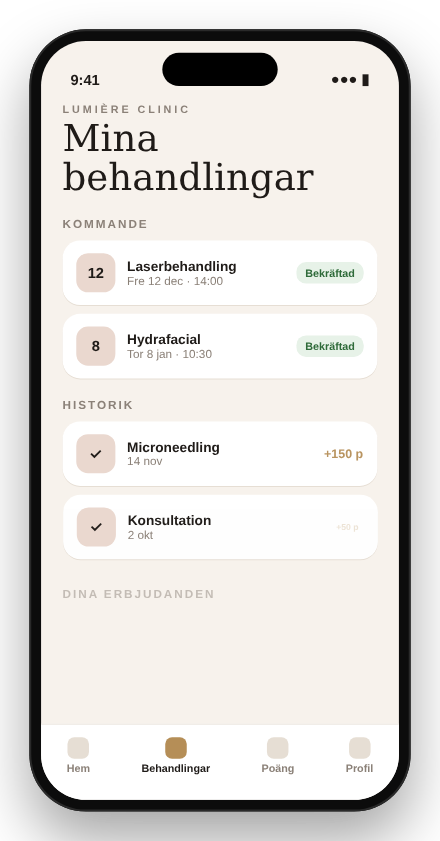 9:41
LUMIÈRE CLINIC
Mina
behandlingar
KOMMANDE
12
Laserbehandling
Fre 12 dec · 14:00
Bekräftad
8
Hydrafacial
Tor 8 jan · 10:30
Bekräftad
HISTORIK
Microneedling
14 nov
+150 p
Konsultation
2 okt
+50 p
DINA ERBJUDANDEN
Hem
Behandlingar
Poäng
Profil